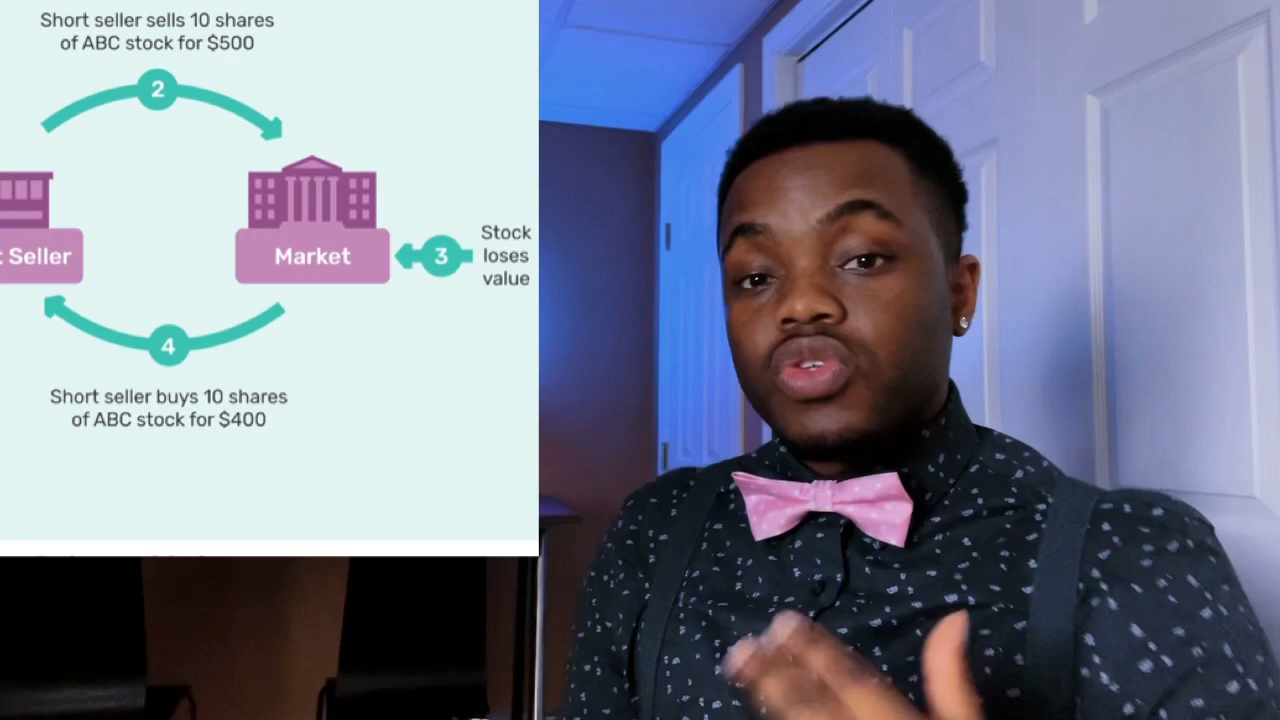 Short seller sells 10 shares
of ABC stock for $500
2
t Seller
Market
3
Stock
loses
value
4
Short seller buys 10 shares
of ABC stock for $400